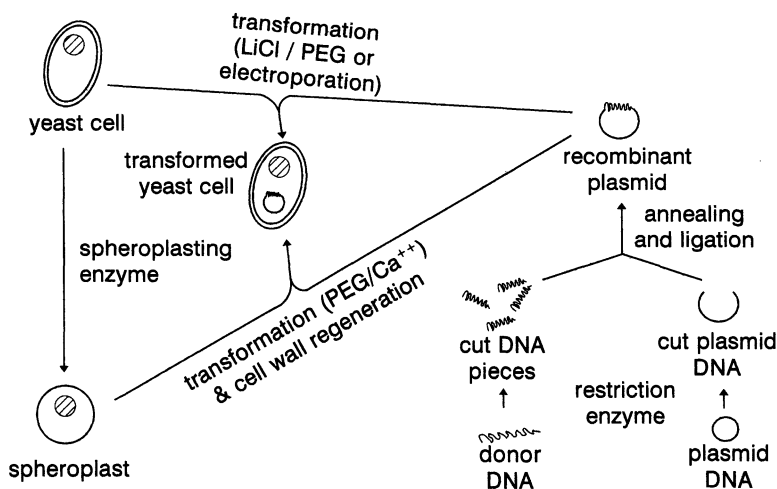 transformation
(LiCl / PEG or
electroporation)
yeast cell
transformed
yeast cell
recombinant
plasmid
spheroplasting
enzyme
annealing
and ligation
transformation (PEG/Ca⁺⁺)
& cell wall regeneration
cut DNA
pieces
cut plasmid
DNA
restriction
enzyme
spheroplast
donor
DNA
plasmid
DNA